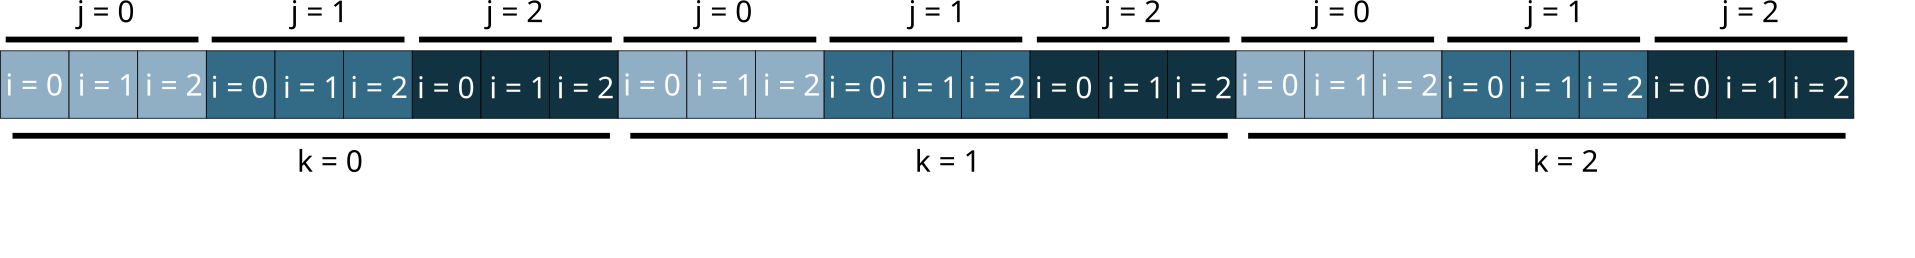 j = 0 j = 1 j = 2 j = 0 j = 1 j = 2 j = 0 j = 1 j = 2
i = 0 i = 1 i = 2 i = 0 i = 1 i = 2 i = 0 i = 1 i = 2 i = 0 i = 1 i = 2 i = 0 i = 1 i = 2 i = 0 i = 1 i = 2 i = 0 i = 1 i = 2 i = 0 i = 1 i = 2 i = 0 i = 1 i = 2
k = 0 k = 1 k = 2